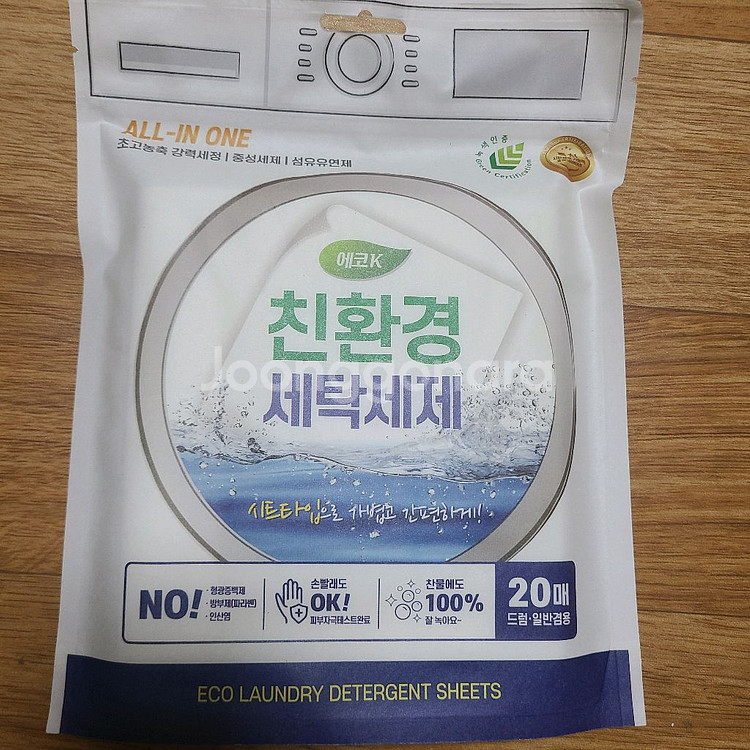 ALL-IN ONE
초고농축 강력세정 | 중성세제 | 섬유유연제
녹색인증
Green Certification
에코K
친환경
세탁세제
Joonggonara
시트타입으로 가볍고 간편하게!
NO!
· 형광증백제
· 방부제(파라벤)
· 인산염
손빨래도
OK!
피부자극테스트완료
찬물에도
100%
잘 녹아요~
20매
드럼·일반겸용
ECO LAUNDRY DETERGENT SHEETS